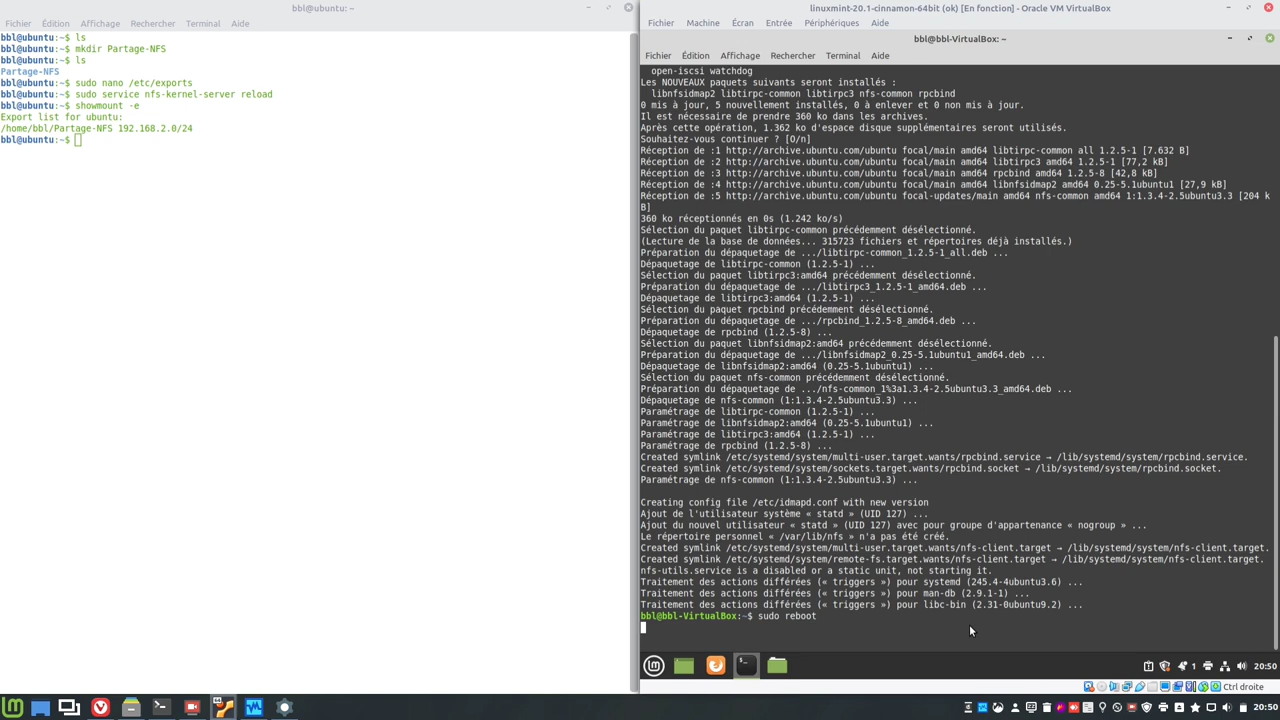 bbl@ubuntu: ~
Fichier Édition Affichage Rechercher Terminal Aide
bbl@ubuntu:~$ ls
bbl@ubuntu:~$ mkdir Partage-NFS
bbl@ubuntu:~$ ls
Partage-NFS
bbl@ubuntu:~$ sudo nano /etc/exports
bbl@ubuntu:~$ sudo service nfs-kernel-server reload
bbl@ubuntu:~$ showmount -e
Export list for ubuntu:
/home/bbl/Partage-NFS 192.168.2.0/24
bbl@ubuntu:~$
linuxmint-20.1-cinnamon-64bit (ok) [En fonction] - Oracle VM VirtualBox
Fichier Machine Écran Entrée Périphériques Aide
bbl@bbl-VirtualBox: ~
Fichier Édition Affichage Rechercher Terminal Aide
open-iscsi watchdog
Les NOUVEAUX paquets suivants seront installés :
libnfsidmap2 libtirpc-common libtirpc3 nfs-common rpcbind
0 mis à jour, 5 nouvellement installés, 0 à enlever et 0 non mis à jour.
Il est nécessaire de prendre 360 ko dans les archives.
Après cette opération, 1.362 ko d'espace disque supplémentaires seront utilisés.
Souhaitez-vous continuer ? [O/n]
Réception de :1 http://archive.ubuntu.com/ubuntu focal/main amd64 libtirpc-common all 1.2.5-1 [7.632 B]
Réception de :2 http://archive.ubuntu.com/ubuntu focal/main amd64 libtirpc3 amd64 1.2.5-1 [77,2 kB]
Réception de :3 http://archive.ubuntu.com/ubuntu focal/main amd64 rpcbind amd64 1.2.5-8 [42,8 kB]
Réception de :4 http://archive.ubuntu.com/ubuntu focal/main amd64 libnfsidmap2 amd64 0.25-5.1ubuntu1 [27,9 kB]
Réception de :5 http://archive.ubuntu.com/ubuntu focal-updates/main amd64 nfs-common amd64 1:1.3.4-2.5ubuntu3.3 [204 k
B]
360 ko réceptionnés en 0s (1.242 ko/s)
Sélection du paquet libtirpc-common précédemment désélectionné.
(Lecture de la base de données... 315723 fichiers et répertoires déjà installés.)
Préparation du dépaquetage de .../libtirpc-common_1.2.5-1_all.deb ...
Dépaquetage de libtirpc-common (1.2.5-1) ...
Sélection du paquet libtirpc3:amd64 précédemment désélectionné.
Préparation du dépaquetage de .../libtirpc3_1.2.5-1_amd64.deb ...
Dépaquetage de libtirpc3:amd64 (1.2.5-1) ...
Sélection du paquet rpcbind précédemment désélectionné.
Préparation du dépaquetage de .../rpcbind_1.2.5-8_amd64.deb ...
Dépaquetage de rpcbind (1.2.5-8) ...
Sélection du paquet libnfsidmap2:amd64 précédemment désélectionné.
Préparation du dépaquetage de .../libnfsidmap2_0.25-5.1ubuntu1_amd64.deb ...
Dépaquetage de libnfsidmap2:amd64 (0.25-5.1ubuntu1) ...
Sélection du paquet nfs-common précédemment désélectionné.
Préparation du dépaquetage de .../nfs-common_1%3a1.3.4-2.5ubuntu3.3_amd64.deb ...
Dépaquetage de nfs-common (1:1.3.4-2.5ubuntu3.3) ...
Paramétrage de libtirpc-common (1.2.5-1) ...
Paramétrage de libnfsidmap2:amd64 (0.25-5.1ubuntu1) ...
Paramétrage de libtirpc3:amd64 (1.2.5-1) ...
Paramétrage de rpcbind (1.2.5-8) ...
Created symlink /etc/systemd/system/multi-user.target.wants/rpcbind.service → /lib/systemd/system/rpcbind.service.
Created symlink /etc/systemd/system/sockets.target.wants/rpcbind.socket → /lib/systemd/system/rpcbind.socket.
Paramétrage de nfs-common (1:1.3.4-2.5ubuntu3.3) ...
Creating config file /etc/idmapd.conf with new version
Ajout de l'utilisateur système « statd » (UID 127) ...
Ajout du nouvel utilisateur « statd » (UID 127) avec pour groupe d'appartenance « nogroup » ...
Le répertoire personnel « /var/lib/nfs » n'a pas été créé.
Created symlink /etc/systemd/system/multi-user.target.wants/nfs-client.target → /lib/systemd/system/nfs-client.target.
Created symlink /etc/systemd/system/remote-fs.target.wants/nfs-client.target → /lib/systemd/system/nfs-client.target.
nfs-utils.service is a disabled or a static unit, not starting it.
Traitement des actions différées (« triggers ») pour systemd (245.4-4ubuntu3.6) ...
Traitement des actions différées (« triggers ») pour man-db (2.9.1-1) ...
Traitement des actions différées (« triggers ») pour libc-bin (2.31-0ubuntu9.2) ...
bbl@bbl-VirtualBox:~$ sudo reboot
1 20:50
Ctrl droite
20:50